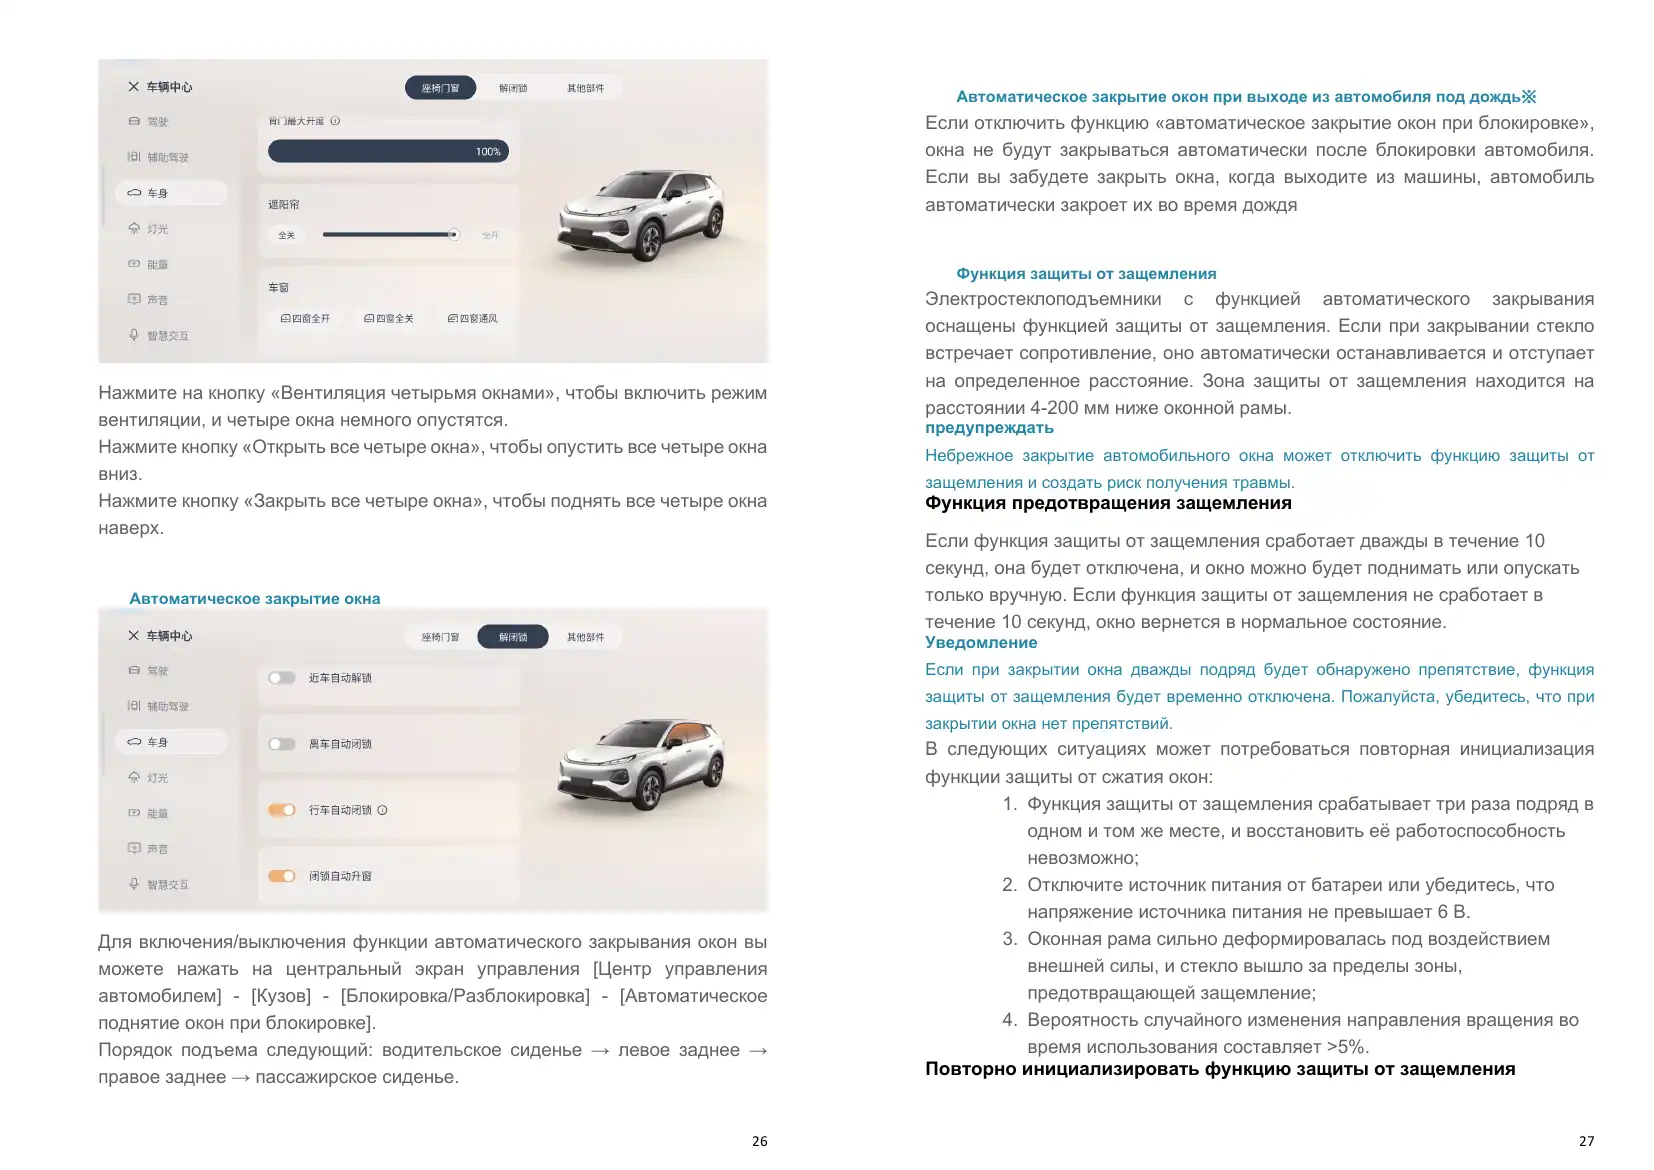 车辆中心
座椅门窗
解闭锁
其他部件
驾驶
辅助驾驶
车身
灯光
能量
声音
智慧交互
背门最大开度
100%
遮阳帘
全关
全开
车窗
四窗全开
四窗全关
四窗通风
Нажмите на кнопку «Вентиляция четырьмя окнами», чтобы включить режим
вентиляции, и четыре окна немного опустятся.
Нажмите кнопку «Открыть все четыре окна», чтобы опустить все четыре окна
вниз.
Нажмите кнопку «Закрыть все четыре окна», чтобы поднять все четыре окна
наверх.
Автоматическое закрытие окна
车辆中心
座椅门窗
解闭锁
其他部件
驾驶
辅助驾驶
车身
灯光
能量
声音
智慧交互
近车自动解锁
离车自动闭锁
行车自动闭锁
闭锁自动升窗
Для включения/выключения функции автоматического закрывания окон вы
можете нажать на центральный экран управления [Центр управления
автомобилем] - [Кузов] - [Блокировка/Разблокировка] - [Автоматическое
поднятие окон при блокировке].
Порядок подъема следующий: водительское сиденье → левое заднее →
правое заднее → пассажирское сиденье.
26
Автоматическое закрытие окон при выходе из автомобиля под дождь※
Если отключить функцию «автоматическое закрытие окон при блокировке»,
окна не будут закрываться автоматически после блокировки автомобиля.
Если вы забудете закрыть окна, когда выходите из машины, автомобиль
автоматически закроет их во время дождя
Функция защиты от защемления
Электростеклоподъемники с функцией автоматического закрывания
оснащены функцией защиты от защемления. Если при закрывании стекло
встречает сопротивление, оно автоматически останавливается и отступает
на определенное расстояние. Зона защиты от защемления находится на
расстоянии 4-200 мм ниже оконной рамы.
предупреждать
Небрежное закрытие автомобильного окна может отключить функцию защиты от
защемления и создать риск получения травмы.
Функция предотвращения защемления
Если функция защиты от защемления сработает дважды в течение 10
секунд, она будет отключена, и окно можно будет поднимать или опускать
только вручную. Если функция защиты от защемления не сработает в
течение 10 секунд, окно вернется в нормальное состояние.
Уведомление
Если при закрытии окна дважды подряд будет обнаружено препятствие, функция
защиты от защемления будет временно отключена. Пожалуйста, убедитесь, что при
закрытии окна нет препятствий.
В следующих ситуациях может потребоваться повторная инициализация
функции защиты от сжатия окон:
1. Функция защиты от защемления срабатывает три раза подряд в
одном и том же месте, и восстановить её работоспособность
невозможно;
2. Отключите источник питания от батареи или убедитесь, что
напряжение источника питания не превышает 6 В.
3. Оконная рама сильно деформировалась под воздействием
внешней силы, и стекло вышло за пределы зоны,
предотвращающей защемление;
4. Вероятность случайного изменения направления вращения во
время использования составляет >5%.
Повторно инициализировать функцию защиты от защемления
27